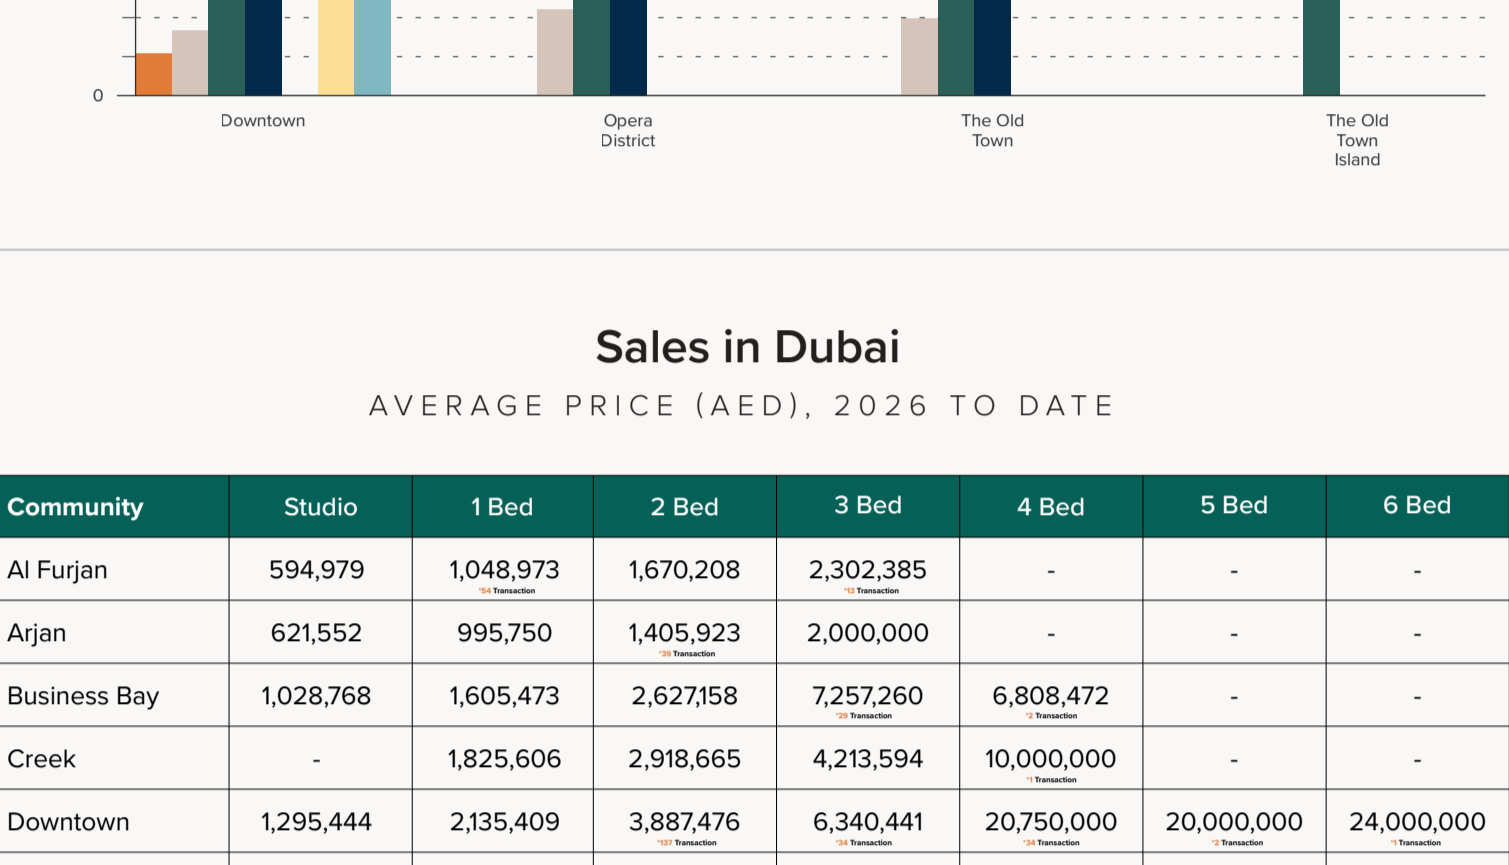 0
Downtown
Opera
District
The Old
Town
The Old
Town
Island
Sales in Dubai
AVERAGE PRICE (AED), 2026 TO DATE
Community Studio 1 Bed 2 Bed 3 Bed 4 Bed 5 Bed 6 Bed
Al Furjan 594,979 1,048,973 1,670,208 2,302,385 - - -
*54 Transaction *13 Transaction
Arjan 621,552 995,750 1,405,923 2,000,000 - - -
*39 Transaction
Business Bay 1,028,768 1,605,473 2,627,158 7,257,260 6,808,472 - -
*29 Transaction *2 Transaction
Creek - 1,825,606 2,918,665 4,213,594 10,000,000 - -
*1 Transaction
Downtown 1,295,444 2,135,409 3,887,476 6,340,441 20,750,000 20,000,000 24,000,000
*137 Transaction *34 Transaction *34 Transaction *2 Transaction *1 Transaction